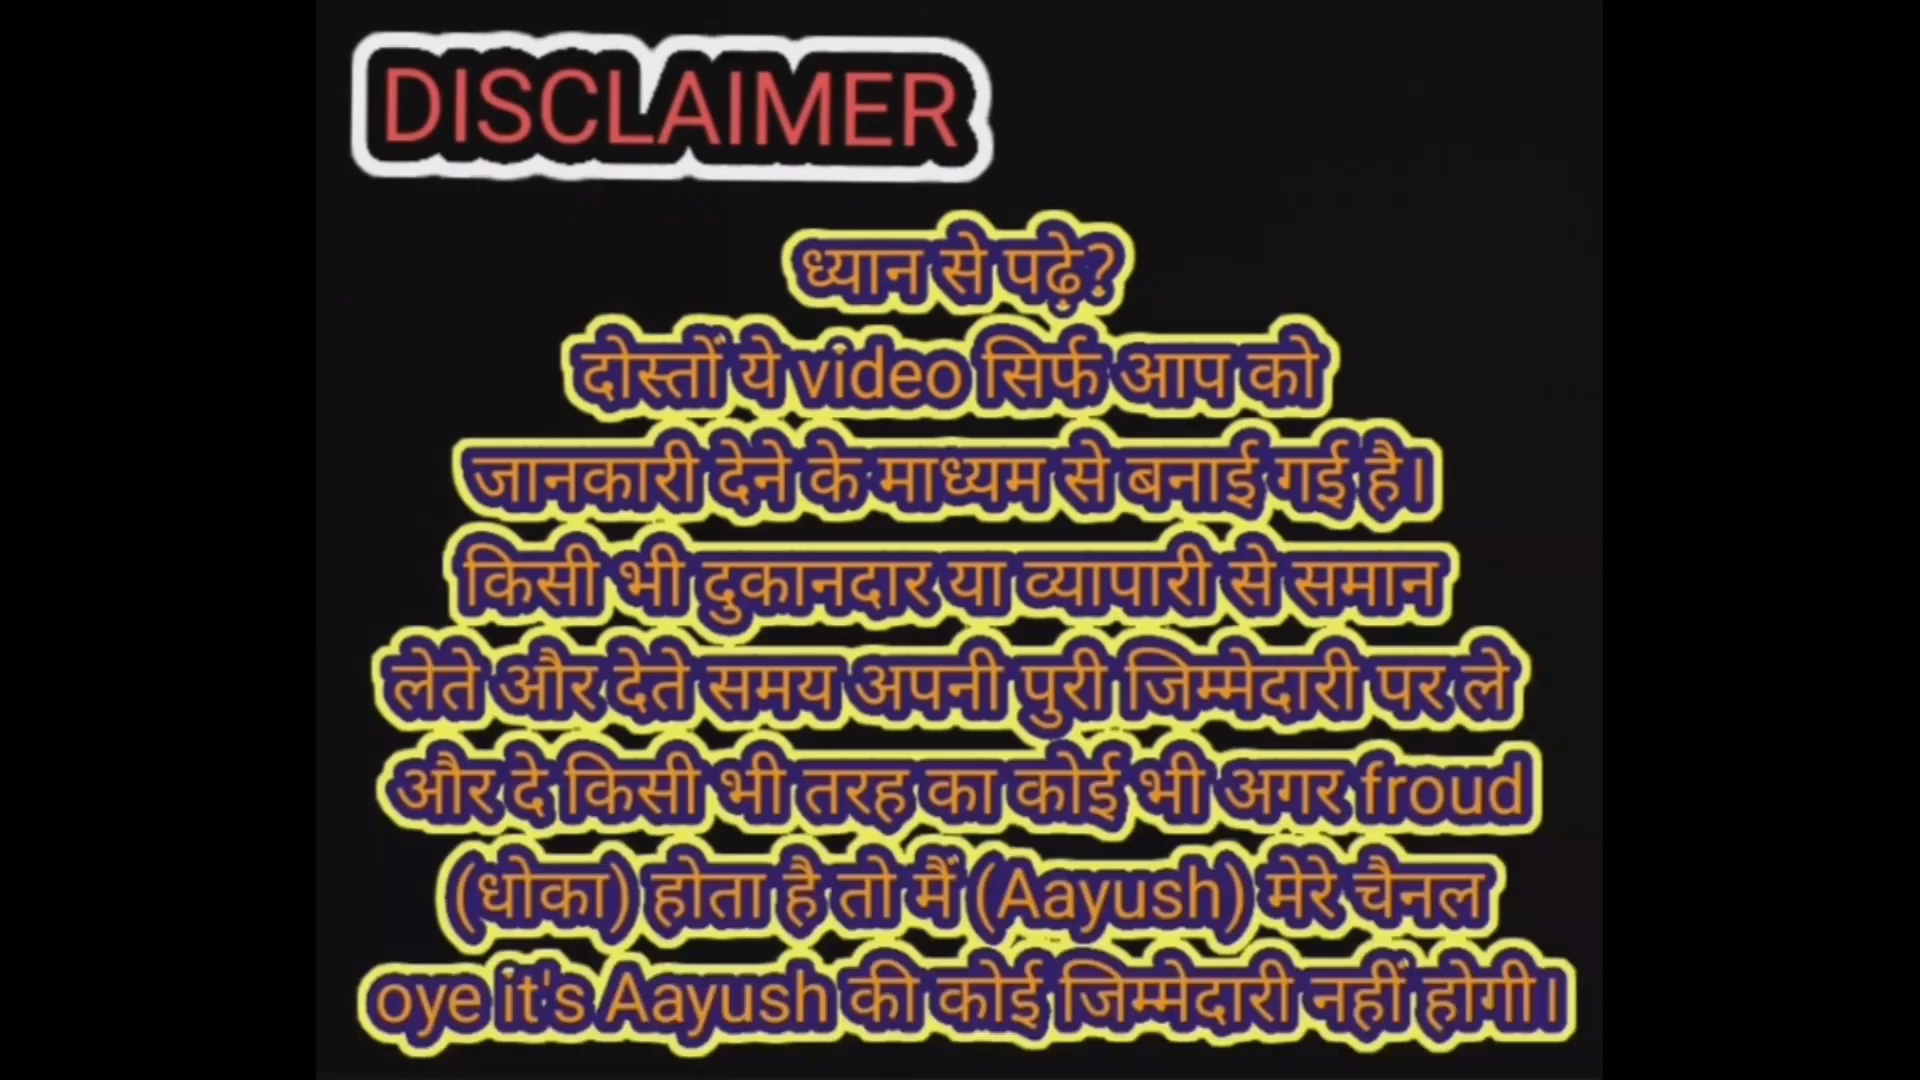 DISCLAIMER
ध्यान से पढ़े?
दोस्तों ये video सिर्फ आप को
जानकारी देने के माध्यम से बनाई गई है।
किसी भी दुकानदार या व्यापारी से समान
लेते और देते समय अपनी पुरी जिम्मेदारी पर ले
और दे किसी भी तरह का कोई भी अगर froud
(धोका) होता है तो मैं (Aayush) मेरे चैनल
oye it's Aayush की कोई जिम्मेदारी नहीं होगी।